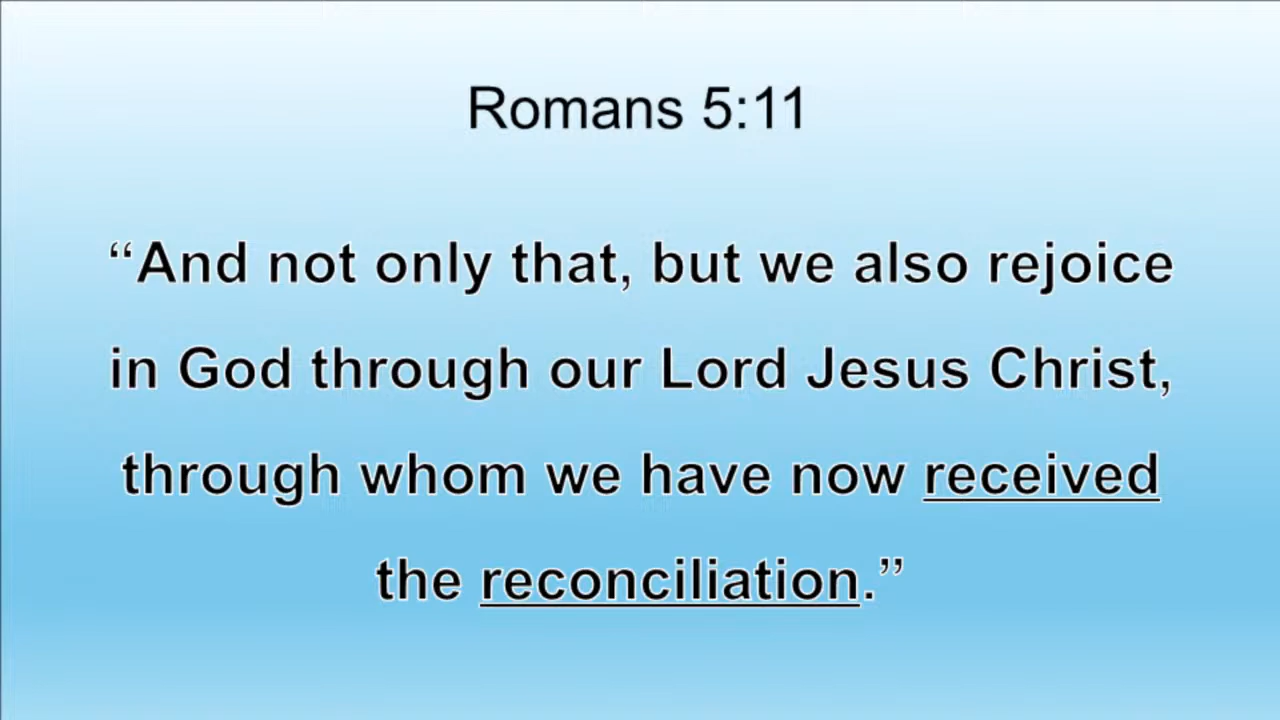 Romans 5:11
“And not only that, but we also rejoice
in God through our Lord Jesus Christ,
through whom we have now received
the reconciliation.”